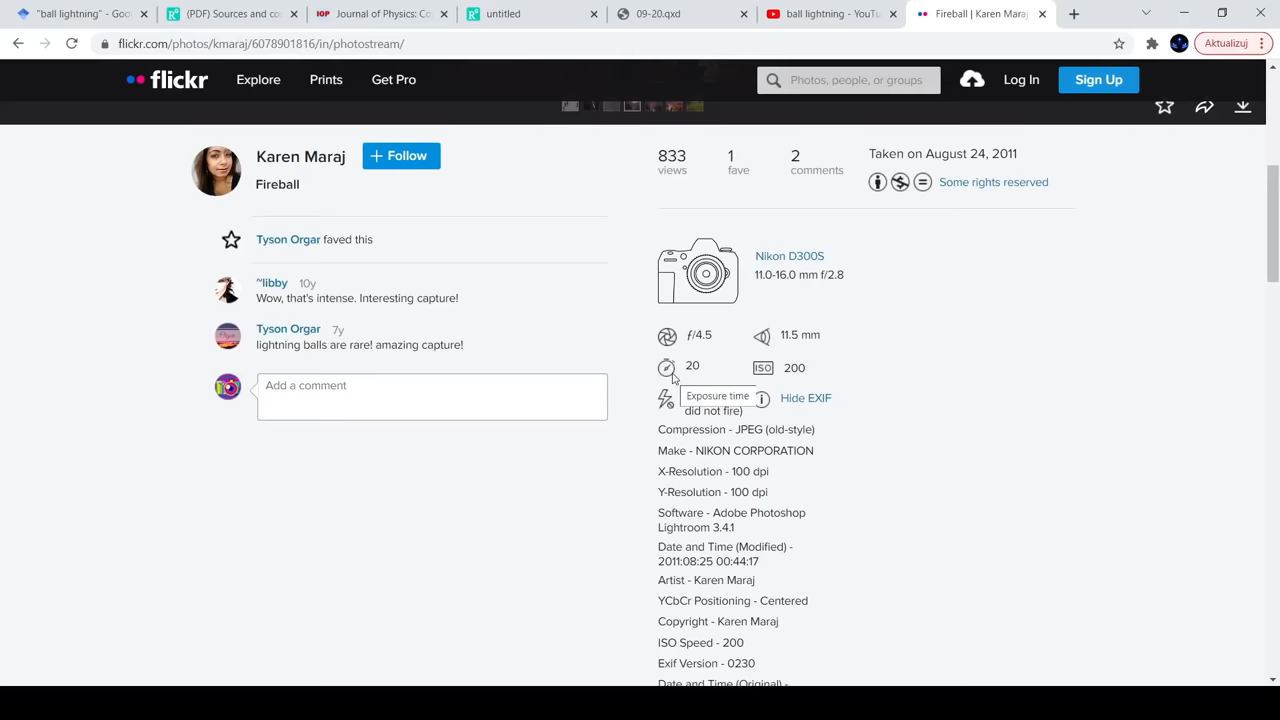 "ball lightning" - Goo
(PDF) Sources and co
IOP Journal of Physics: Co
untitled
09-20.qxd
ball lightning - YouTu
Fireball | Karen Maraj
flickr.com/photos/kmaraj/6078901816/in/photostream/
Aktualizuj
flickr
Explore
Prints
Get Pro
Photos, people, or groups
Log In
Sign Up
Karen Maraj
+ Follow
Fireball
833
views
1
fave
2
comments
Taken on August 24, 2011
Some rights reserved
Tyson Orgar faved this
~libby 10y
Wow, that's intense. Interesting capture!
Tyson Orgar 7y
lightning balls are rare! amazing capture!
Add a comment
Nikon D300S
11.0-16.0 mm f/2.8
ƒ/4.5
11.5 mm
20
ISO 200
Exposure time
did not fire)
Hide EXIF
Compression - JPEG (old-style)
Make - NIKON CORPORATION
X-Resolution - 100 dpi
Y-Resolution - 100 dpi
Software - Adobe Photoshop
Lightroom 3.4.1
Date and Time (Modified) -
2011:08:25 00:44:17
Artist - Karen Maraj
YCbCr Positioning - Centered
Copyright - Karen Maraj
ISO Speed - 200
Exif Version - 0230
Date and Time (Original) -